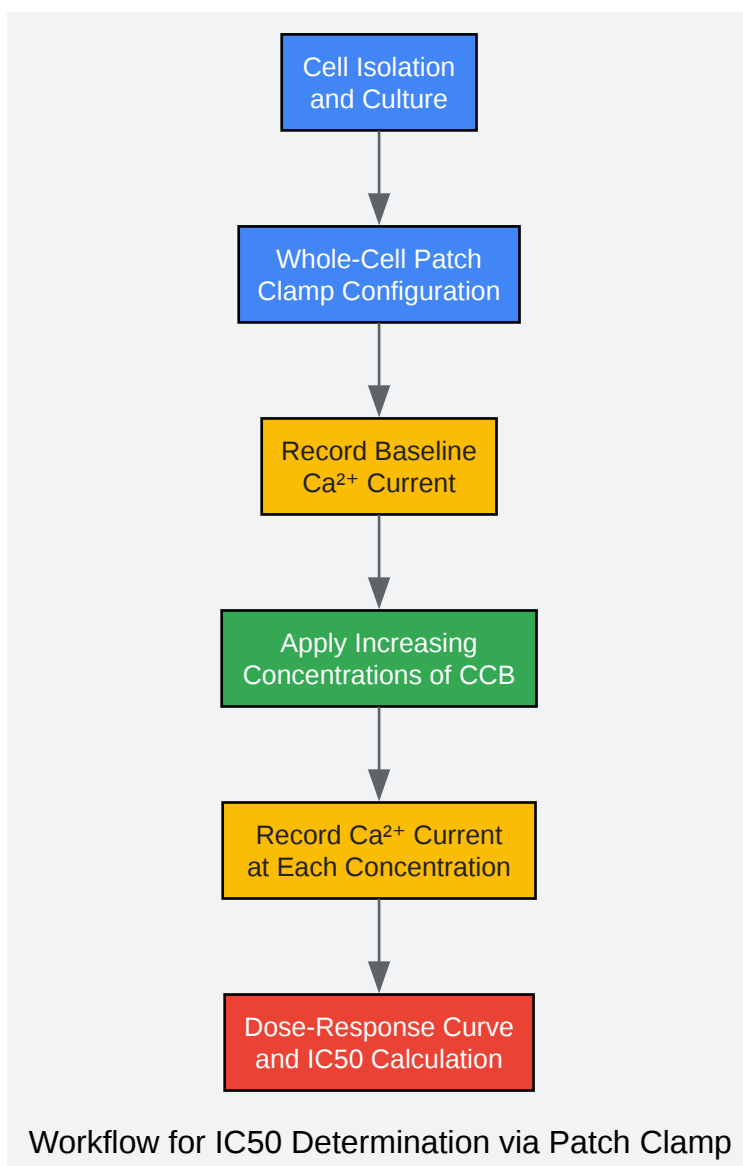 Cell Isolation
and Culture
Whole-Cell Patch
Clamp Configuration
Record Baseline
Ca²⁺ Current
Apply Increasing
Concentrations of CCB
Record Ca²⁺ Current
at Each Concentration
Dose-Response Curve
and IC50 Calculation
Workflow for IC50 Determination via Patch Clamp